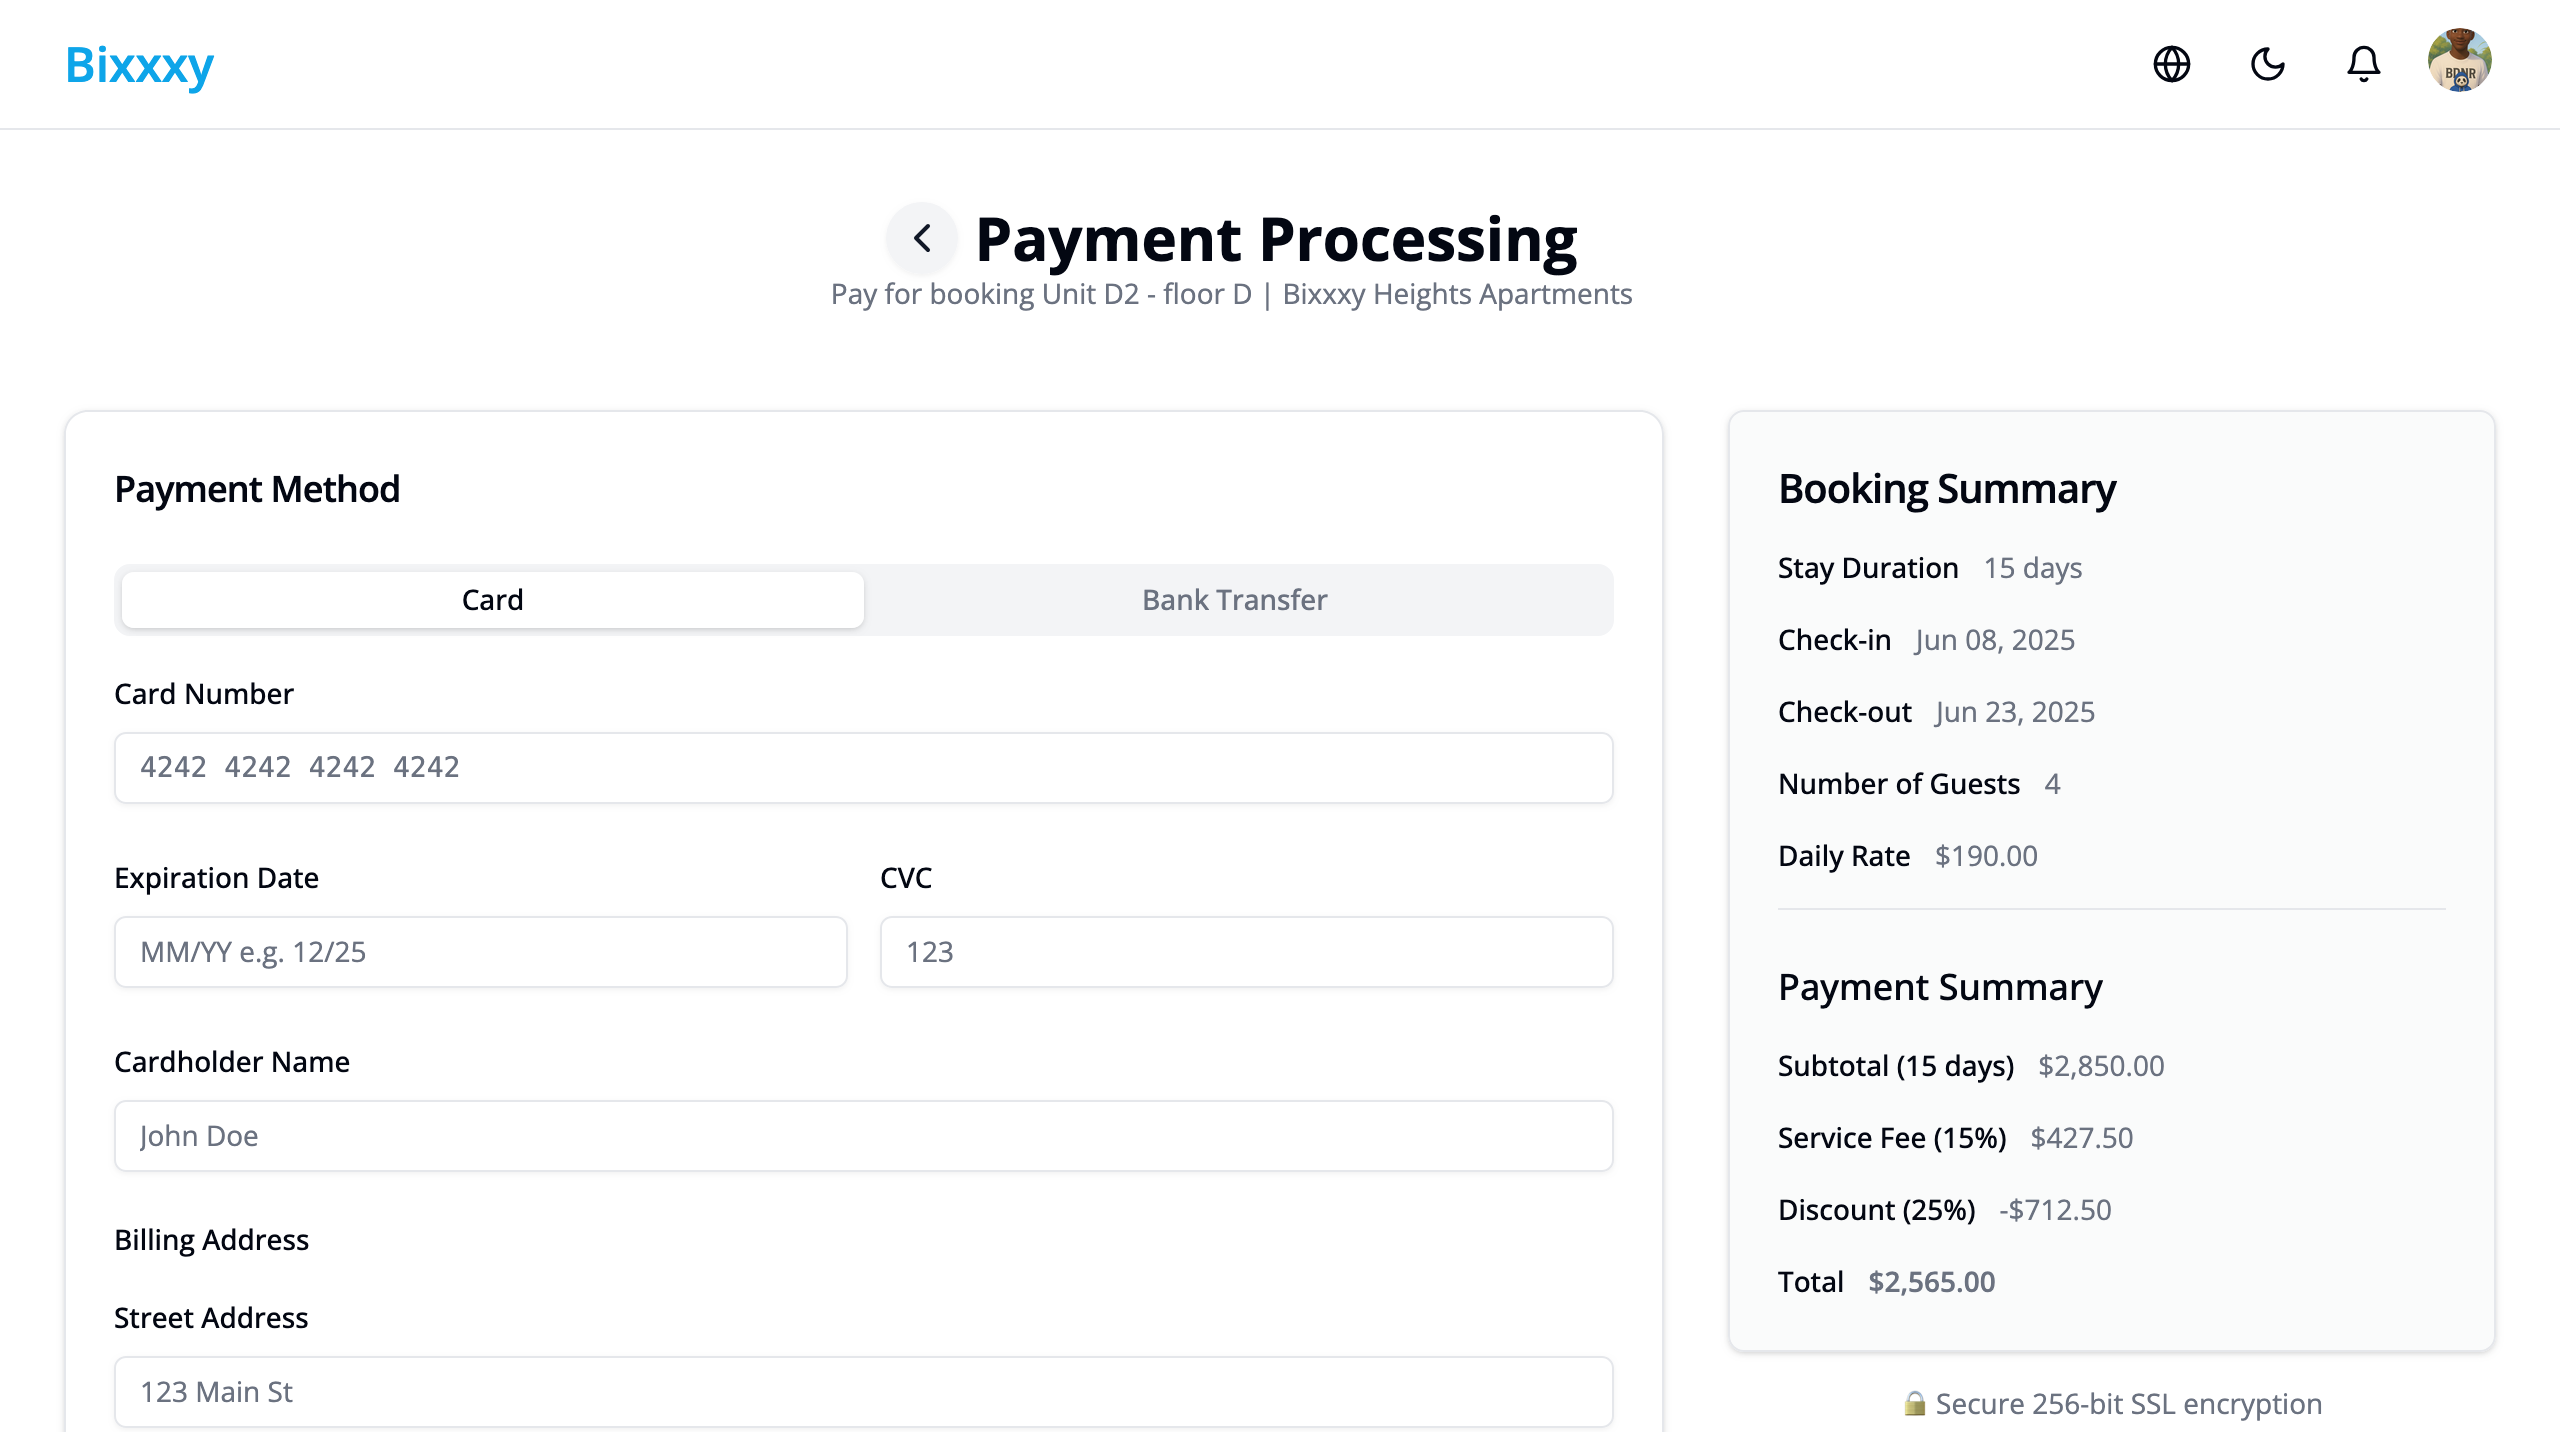 Bixxxy
Payment Processing
Pay for booking Unit D2 - floor D | Bixxxy Heights Apartments
Payment Method
Card
Bank Transfer
Card Number
4242 4242 4242 4242
Expiration Date
CVC
MM/YY e.g. 12/25
123
Cardholder Name
John Doe
Billing Address
Street Address
123 Main St
Booking Summary
Stay Duration 15 days
Check-in Jun 08, 2025
Check-out Jun 23, 2025
Number of Guests 4
Daily Rate $190.00
Payment Summary
Subtotal (15 days) $2,850.00
Service Fee (15%) $427.50
Discount (25%) -$712.50
Total $2,565.00
Secure 256-bit SSL encryption